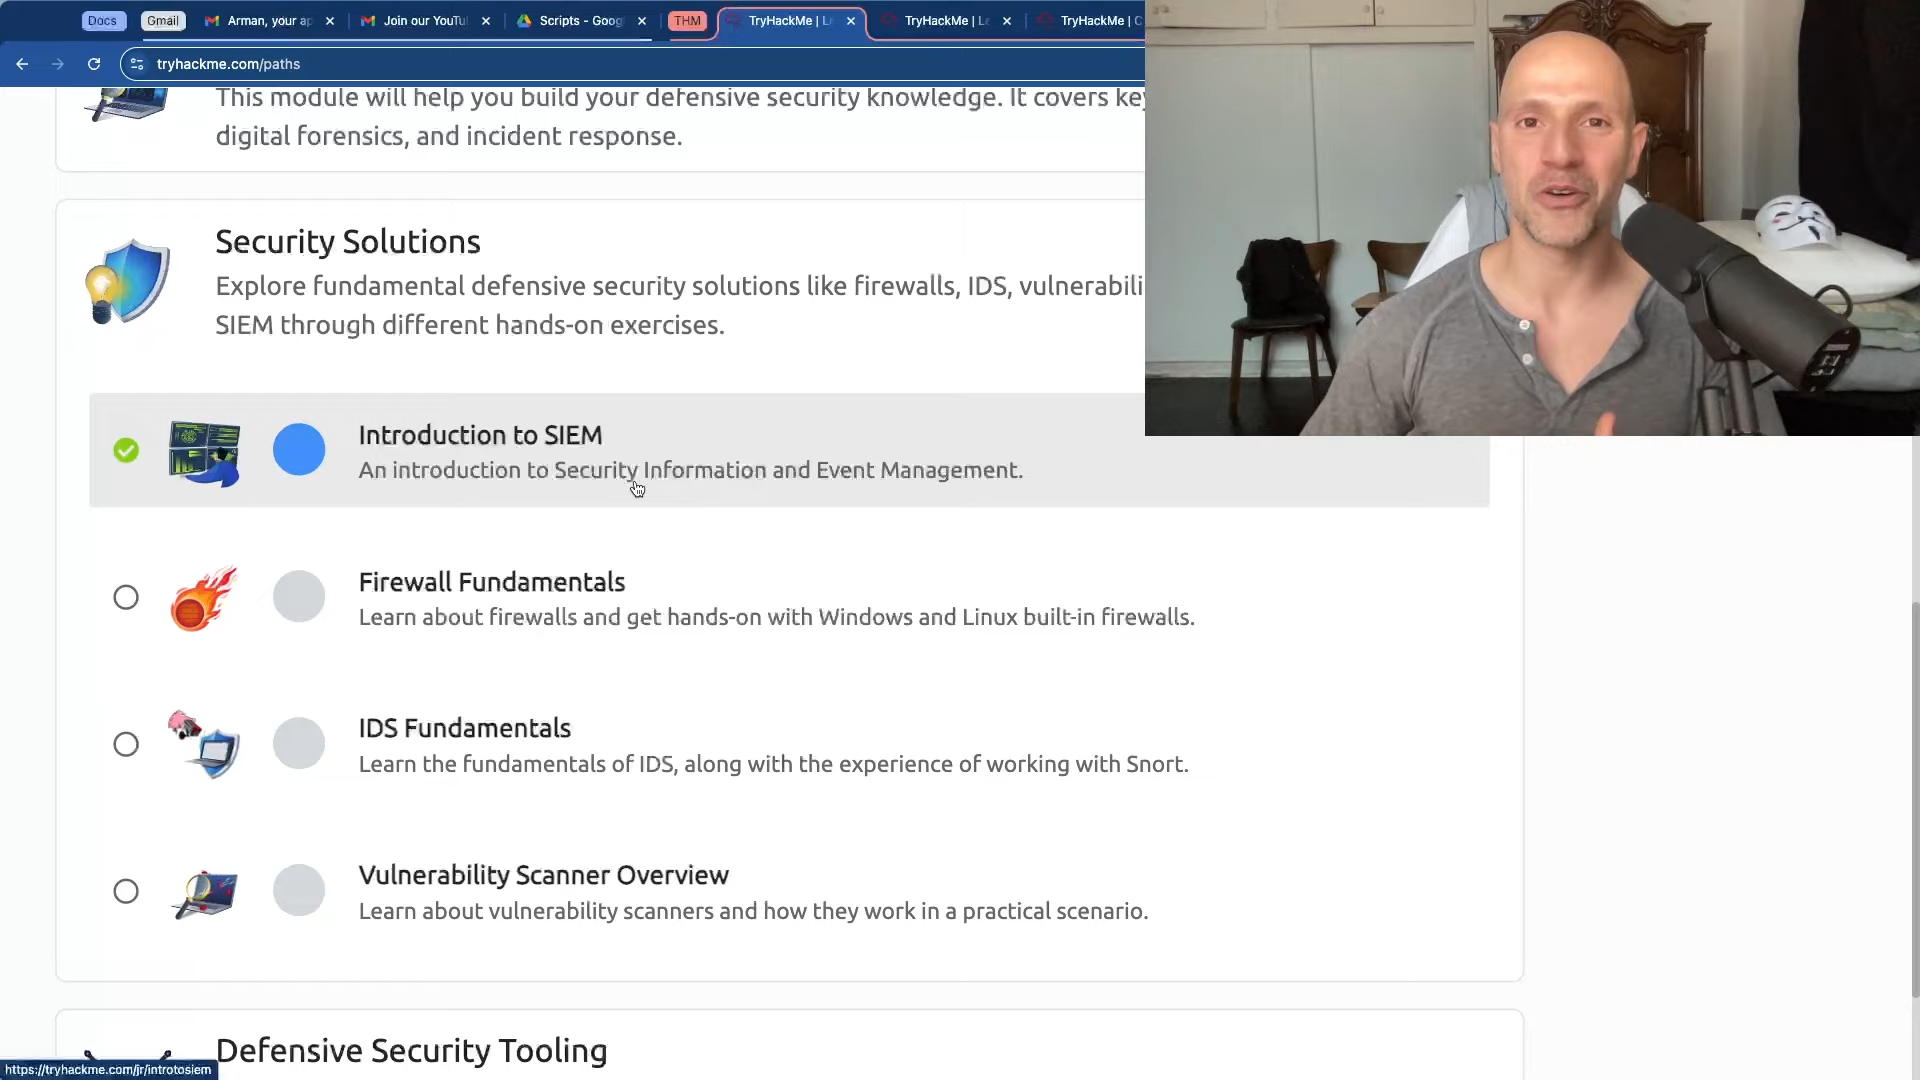 Docs
Gmail
Arman, your ap
Join our YouTu
Scripts - Goog
THM
TryHackMe | Le
TryHackMe | Le
TryHackMe | C
tryhackme.com/paths
This module will help you build your defensive security knowledge. It covers key
digital forensics, and incident response.
Security Solutions
Explore fundamental defensive security solutions like firewalls, IDS, vulnerabili
SIEM through different hands-on exercises.
Introduction to SIEM
An introduction to Security Information and Event Management.
Firewall Fundamentals
Learn about firewalls and get hands-on with Windows and Linux built-in firewalls.
IDS Fundamentals
Learn the fundamentals of IDS, along with the experience of working with Snort.
Vulnerability Scanner Overview
Learn about vulnerability scanners and how they work in a practical scenario.
Defensive Security Tooling
https://tryhackme.com/jr/introtosiem